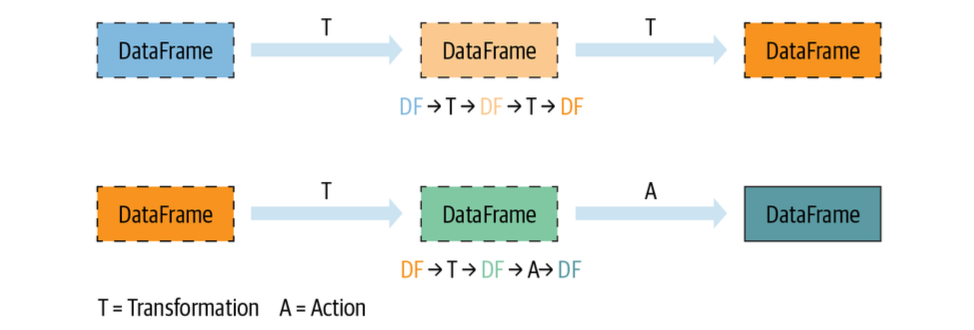 T T
DataFrame DataFrame DataFrame
DF → T → DF → T → DF
T A
DataFrame DataFrame DataFrame
DF → T → DF → A → DF
T = Transformation A = Action